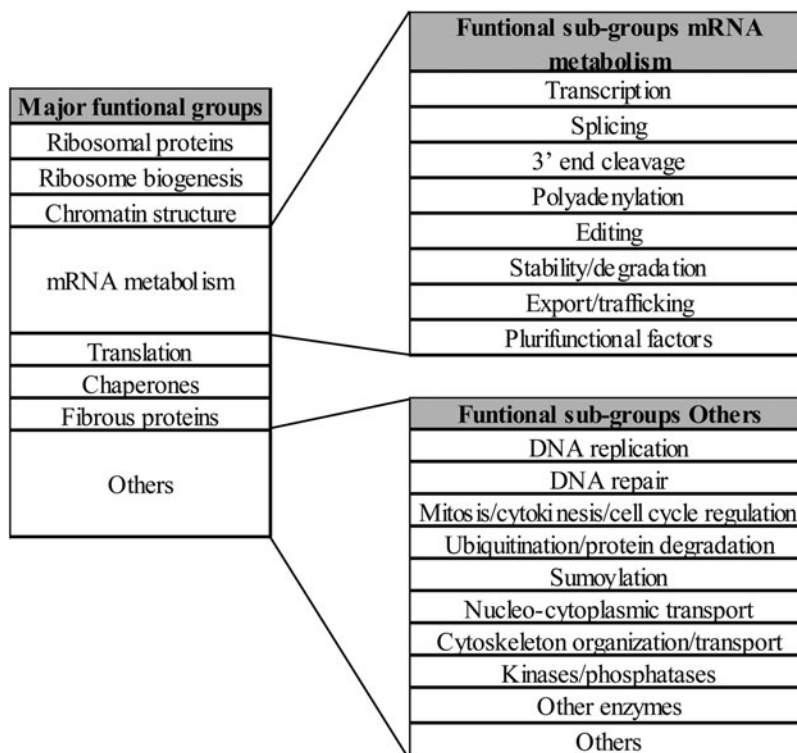 Major funtional groups
Ribosomal proteins
Ribosome biogenesis
Chromatin structure
mRNA metabolism
Translation
Chaperones
Fibrous proteins
Others
Funtional sub-groups mRNA
metabolism
Transcription
Splicing
3’ end cleavage
Polyadenylation
Editing
Stability/degradation
Export/trafficking
Plurifunctional factors
Funtional sub-groups Others
DNA replication
DNA repair
Mitosis/cytokinesis/cell cycle regulation
Ubiquitination/protein degradation
Sumoylation
Nucleo-cytoplasmic transport
Cytoskeleton organization/transport
Kinases/phosphatases
Other enzymes
Others